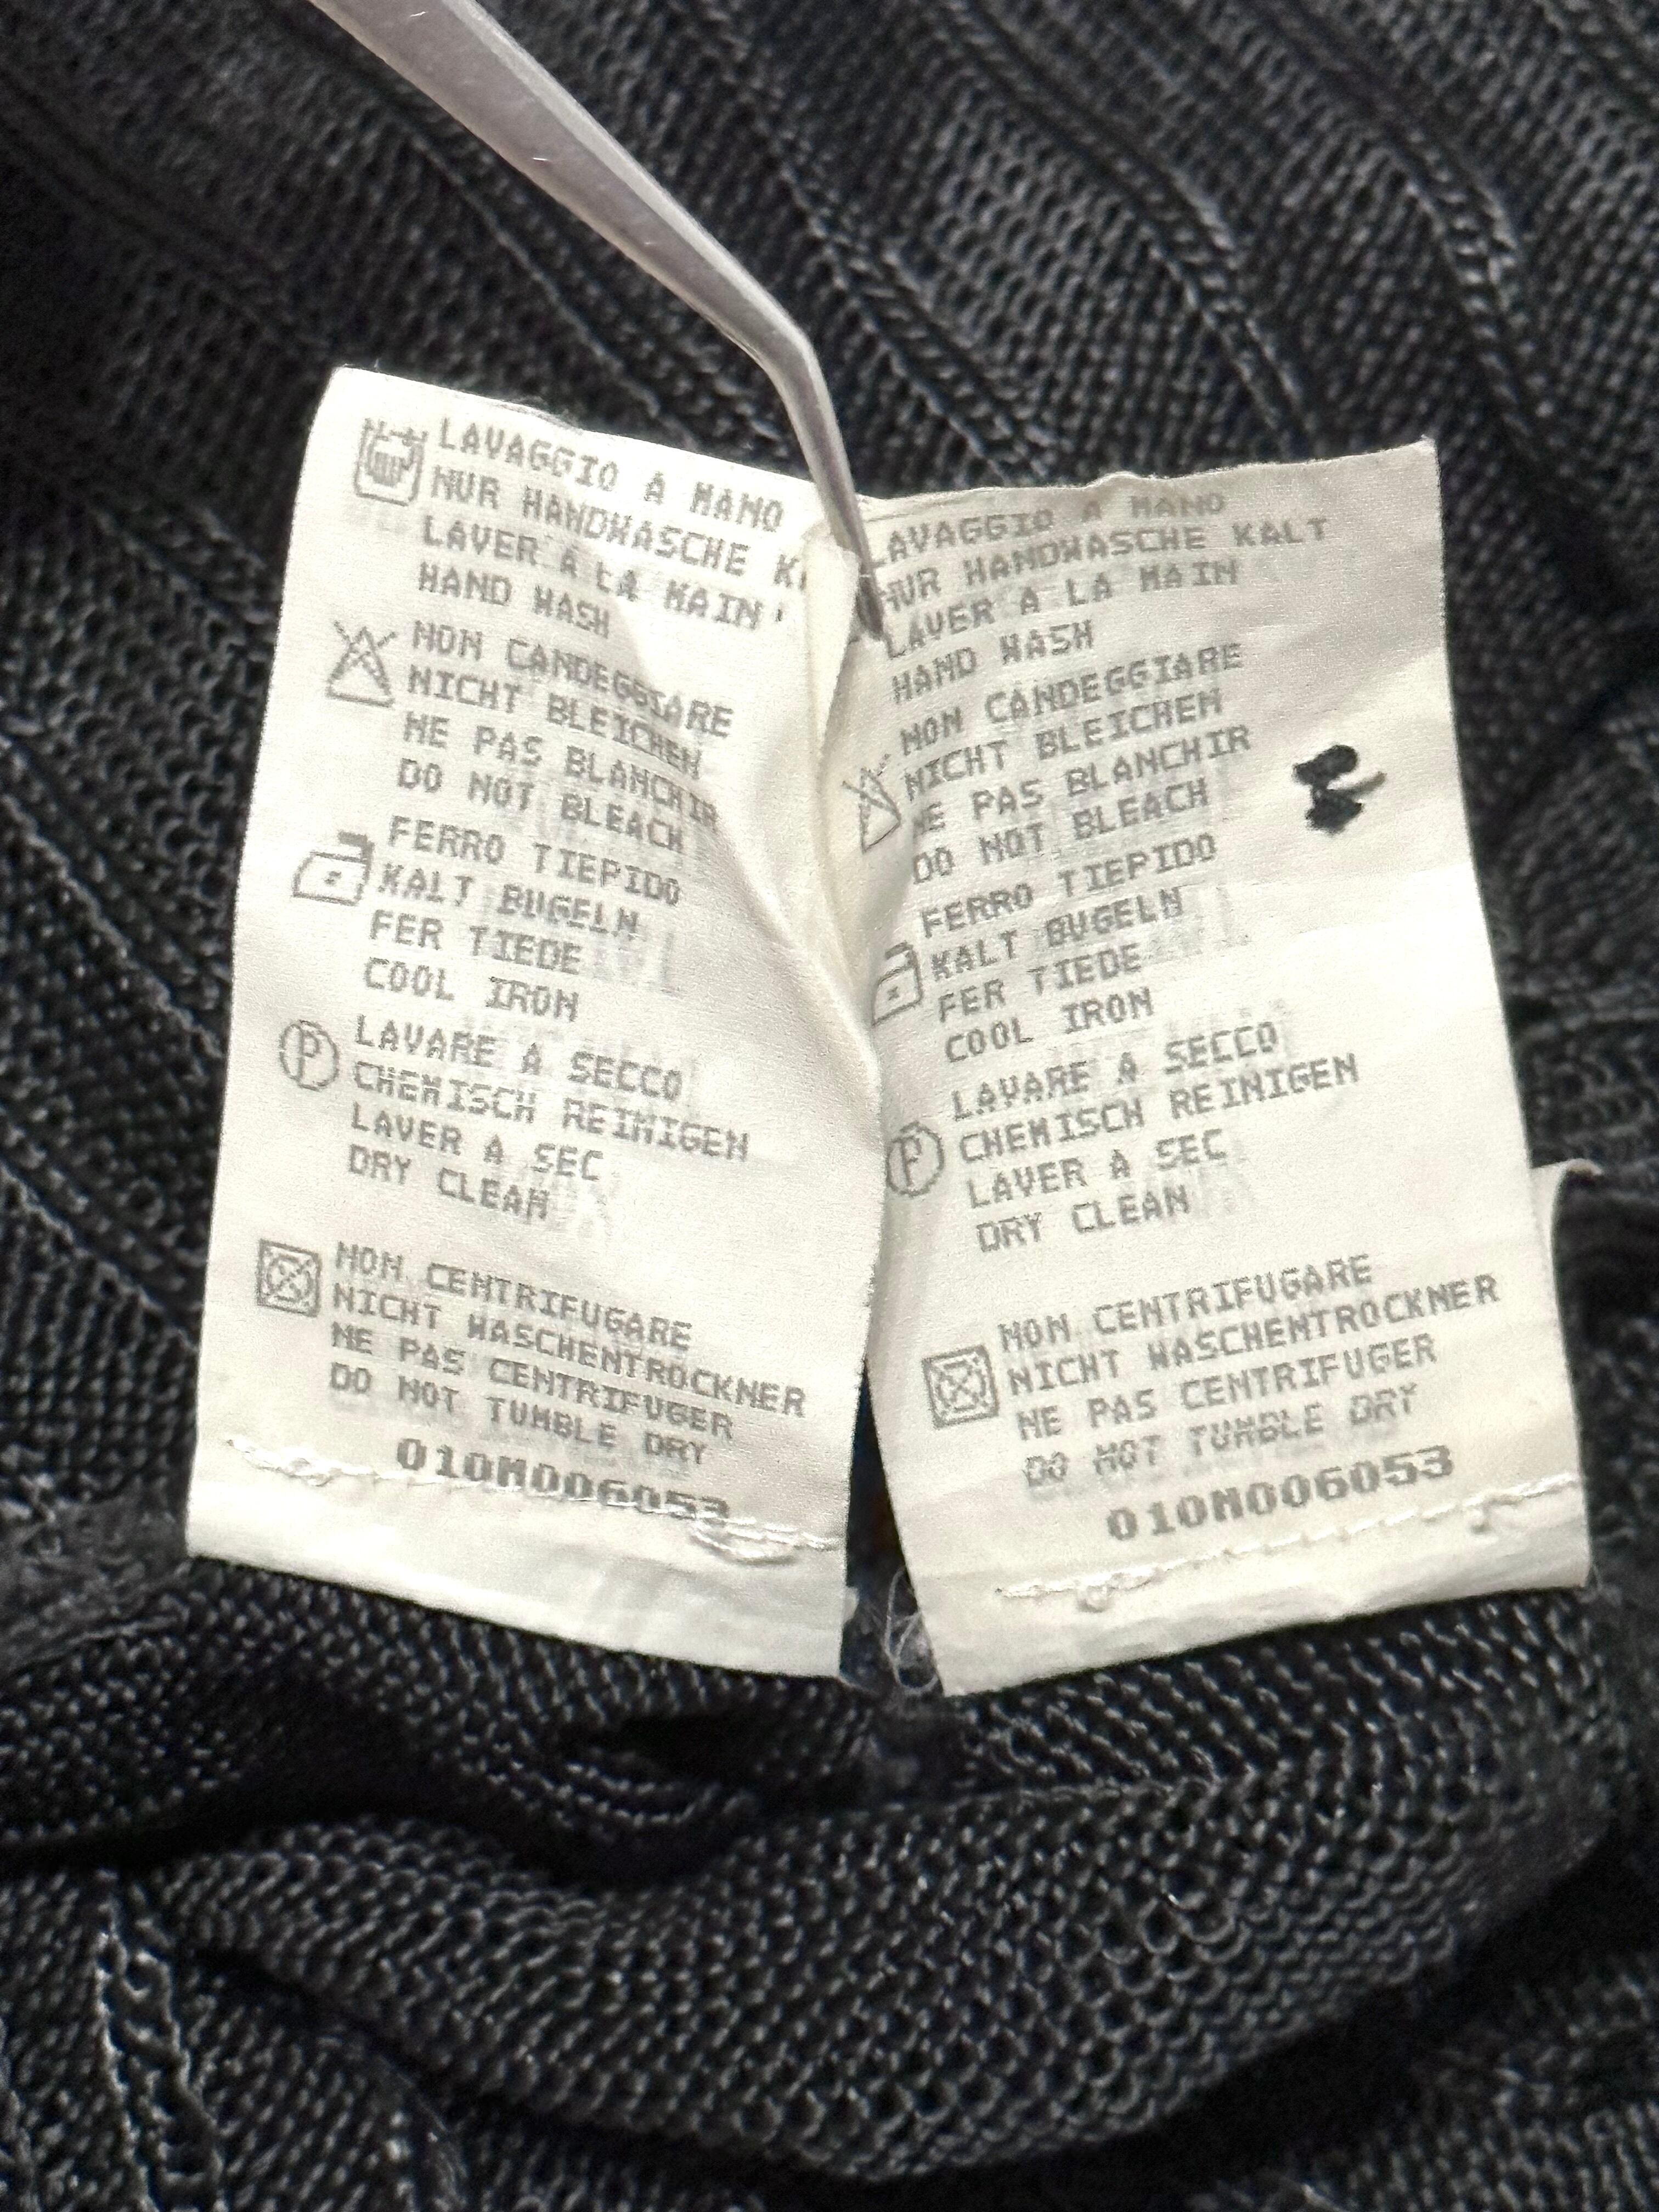 LAVAGGIO A MANO
NUR HANDWASCHE
LAVER A LA MAIN
HAND WASH
NON CANDEGGIARE
NICHT BLEICHEN
NE PAS BLANCHIR
DO NOT BLEACH
FERRO TIEPIDO
KALT BUGELN
FER TIEDE
COOL IRON
P
LAVARE A SECCO
CHEMISCH REINIGEN
LAVER A SEC
DRY CLEAN
NON CENTRIFUGARE
NICHT WASCHENTROCKNER
NE PAS CENTRIFUGER
DO NOT TUMBLE DRY
010M006053
LAVAGGIO A MANO
NUR HANDWASCHE KALT
LAVER A LA MAIN
HAND WASH
NON CANDEGGIARE
NICHT BLEICHEN
NE PAS BLANCHIR
DO NOT BLEACH
FERRO TIEPIDO
KALT BUGELN
FER TIEDE
COOL IRON
LAVARE A SECCO
P
CHEMISCH REINIGEN
LAVER A SEC
DRY CLEAN
NON CENTRIFUGARE
NICHT WASCHENTROCKNER
NE PAS CENTRIFUGER
DO NOT TUMBLE DRY
010M006053